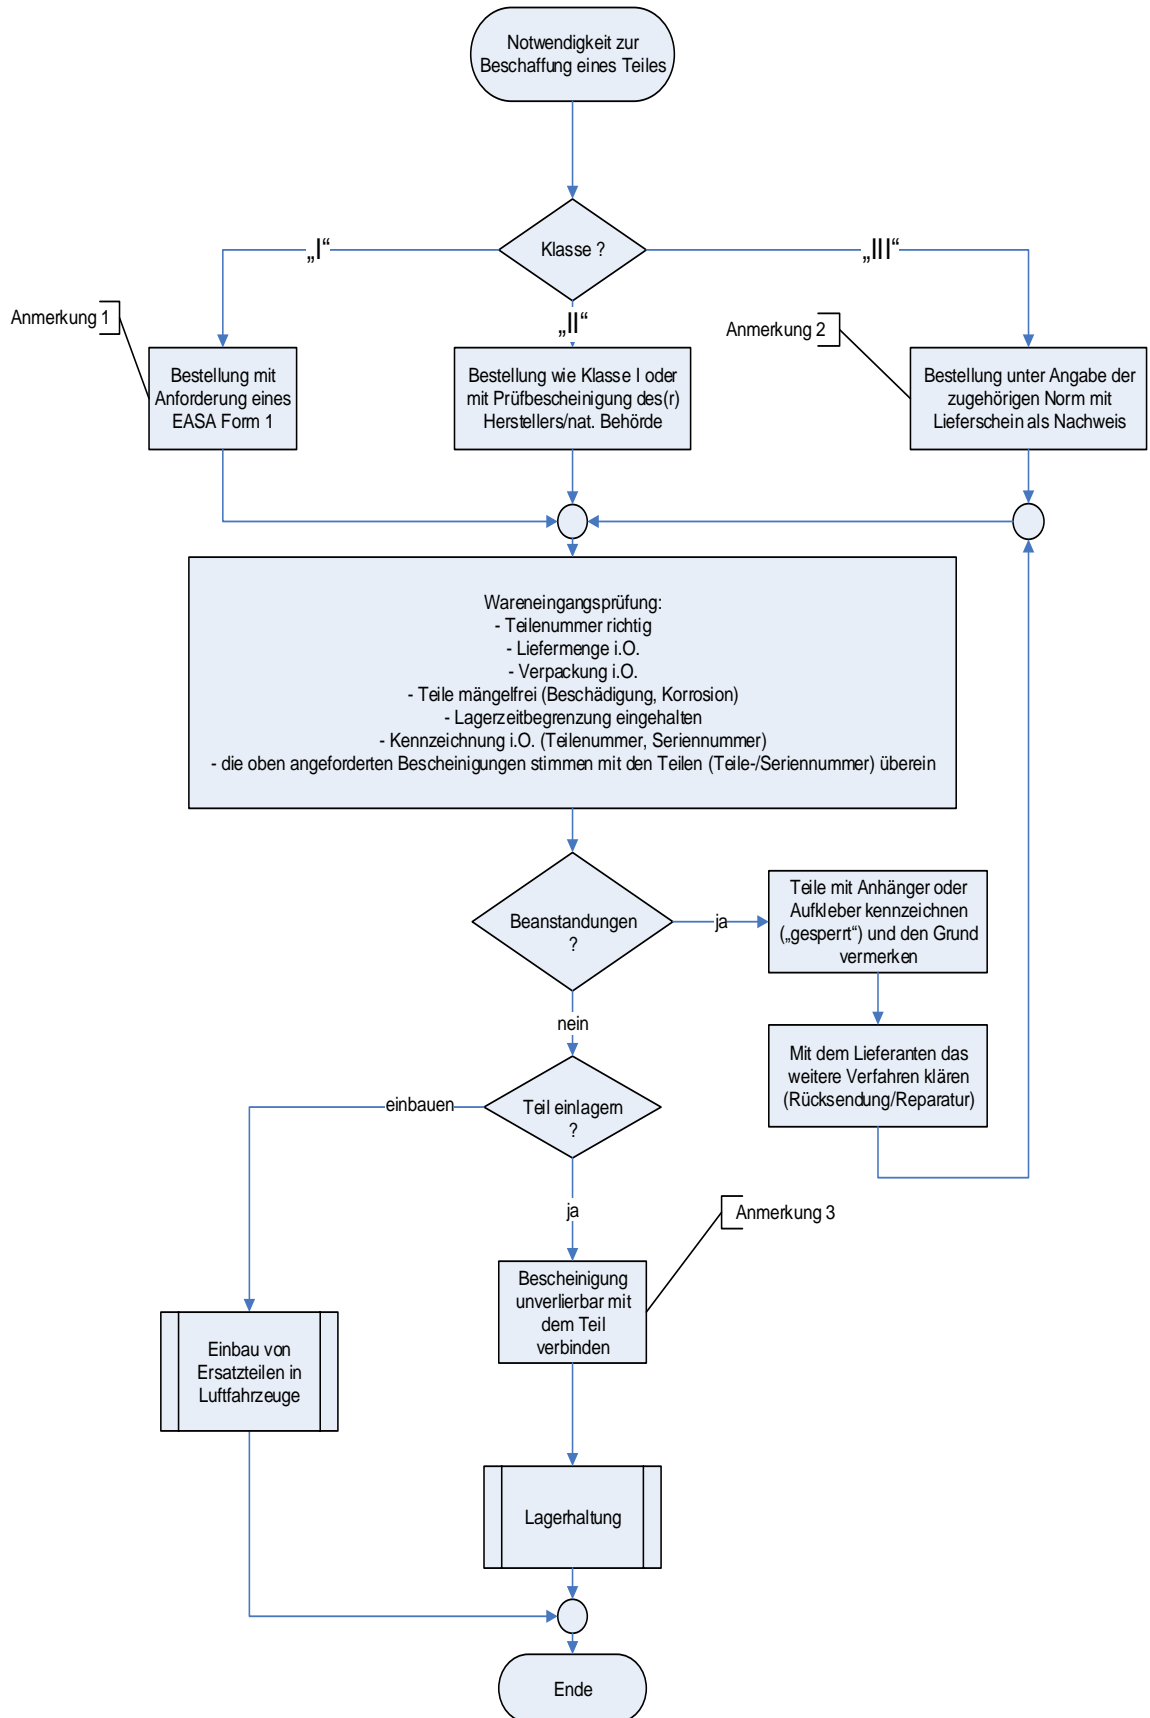 Notwendigkeit zur
Beschaffung eines Teiles
Klasse ?
„I“
„II“
„III“
Anmerkung 1
Bestellung mit
Anforderung eines
EASA Form 1
Bestellung wie Klasse I oder
mit Prüfbescheinigung des(r)
Herstellers/nat. Behörde
Anmerkung 2
Bestellung unter Angabe der
zugehörigen Norm mit
Lieferschein als Nachweis
Wareneingangsprüfung:
- Teilenummer richtig
- Liefermenge i.O.
- Verpackung i.O.
- Teile mängelfrei (Beschädigung, Korrosion)
- Lagerzeitbegrenzung eingehalten
- Kennzeichnung i.O. (Teilenummer, Seriennummer)
- die oben angeforderten Bescheinigungen stimmen mit den Teilen (Teile-/Seriennummer) überein
Beanstandungen
?
ja
Teile mit Anhänger oder
Aufkleber kennzeichnen
(„gesperrt“) und den Grund
vermerken
nein
Mit dem Lieferanten das
weitere Verfahren klären
(Rücksendung/Reparatur)
Teil einlagern
?
einbauen
ja
Anmerkung 3
Bescheinigung
unverlierbar mit
dem Teil
verbinden
Einbau von
Ersatzteilen in
Luftfahrzeuge
Lagerhaltung
Ende